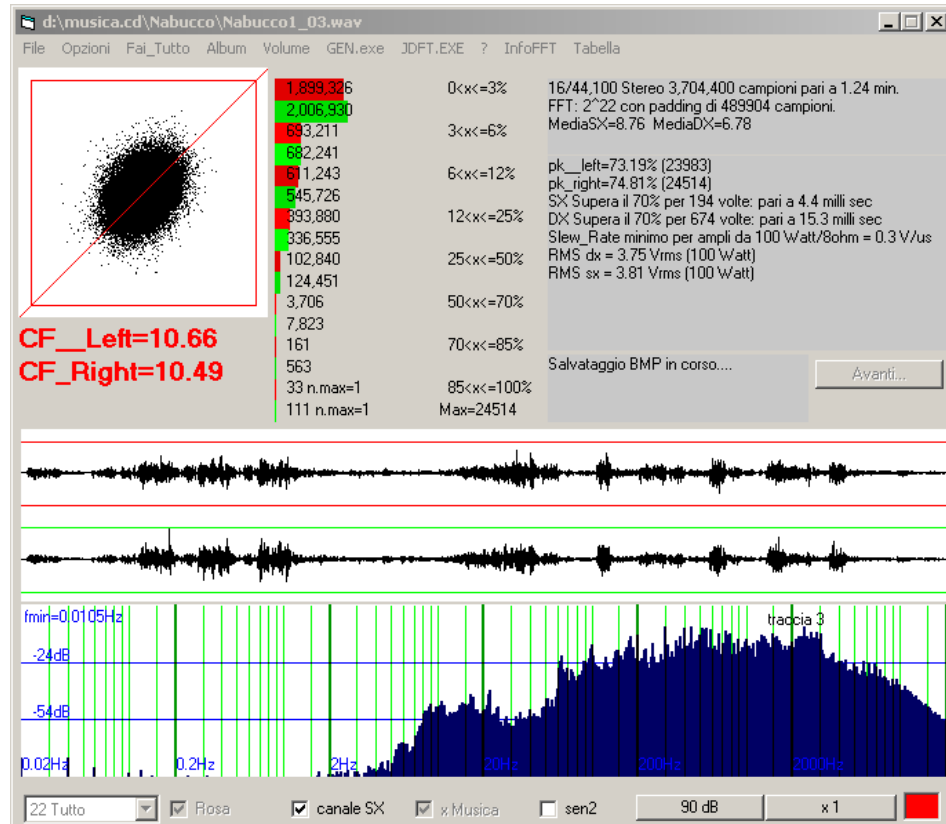 d:\musica.cd\Nabucco\Nabucco1_03.wav
File Opzioni Fai_Tutto Album Volume GEN.exe JDFT.EXE ? InfoFFT Tabella
1,899,326 0<x<=3%
2,006,930
693,211 3<x<=6%
682,241
611,243 6<x<=12%
545,726
393,880 12<x<=25%
336,555
102,840 25<x<=50%
124,451
3,706 50<x<=70%
7,823
161 70<x<=85%
563
33 n.max=1 85<x<=100%
111 n.max=1 Max=24514
16/44,100 Stereo 3,704,400 campioni pari a 1.24 min.
FFT: 2^22 con padding di 489904 campioni.
MediaSX=8.76 MediaDX=6.78
pk__left=73.19% (23983)
pk_right=74.81% (24514)
SX Supera il 70% per 194 volte: pari a 4.4 milli sec
DX Supera il 70% per 674 volte: pari a 15.3 milli sec
Slew_Rate minimo per ampli da 100 Watt/8ohm = 0.3 V/us
RMS dx = 3.75 Vrms (100 Watt)
RMS sx = 3.81 Vrms (100 Watt)
CF__Left=10.66
CF_Right=10.49
Salvataggio BMP in corso....
Avanti...
fmin=0.0105Hz
traccia 3
-24dB
-54dB
0.02Hz 0.2Hz 2Hz 20Hz 200Hz 2000Hz
22 Tutto Rosa canale SX x Musica sen2 90 dB x 1